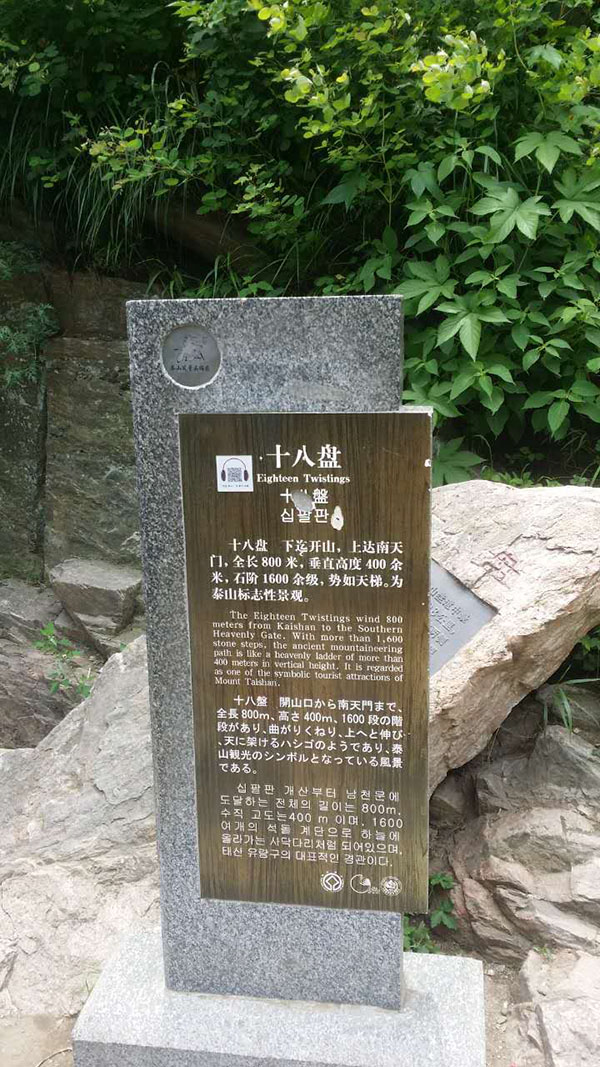 十八盘
Eighteen Twistings
十八盤
십팔판
十八盘 下迄开山，上达南天
门，全长800米，垂直高度400余
米，石阶1600余级，势如天梯。为
泰山标志性景观。
The Eighteen Twistings wind 800
meters from Kaishan to the Southern
Heavenly Gate. With more than 1,600
stone steps, the ancient mountaineering
path is like a heavenly ladder of more than
400 meters in vertical height. It is regarded
as one of the symbolic tourist attractions of
Mount Taishan.
十八盤 開山口から南天門まで、
全長800m、高さ400m、1600段の階
段があり、曲がりくねり、上へと伸び
、天に架けるハシゴのようであり、泰
山観光のシンボルとなっている風景
である。
십팔판 개산부터 남천문에
도달하는 전체의 길이는 800m,
수직 고도는400 m 이며, 1600
여개의 석돌 계단으로 하늘에
올라가는 사닥다리처럼 되어있으며,
태산 유람구의 대표적인 경관이다.